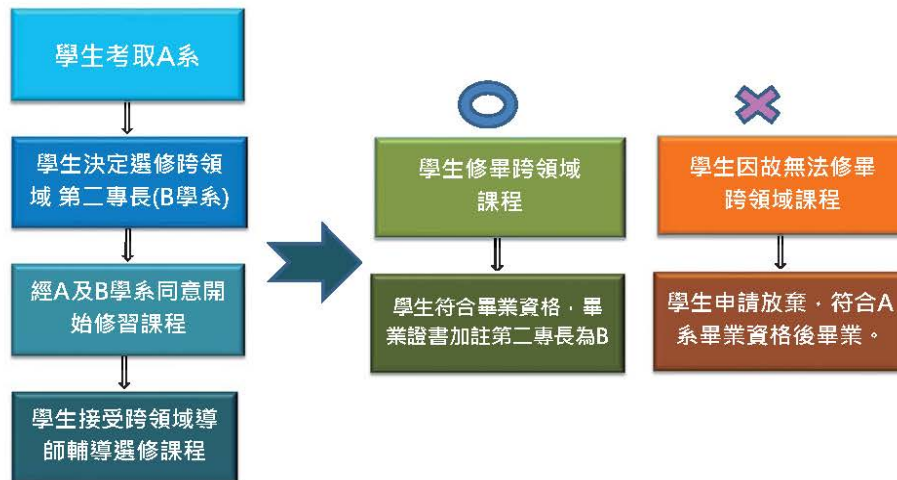 學生考取A系
學生決定選修跨領
域 第二專長(B學系)
經A及B學系同意開
始修習課程
學生接受跨領域導
師輔導選修課程
學生修畢跨領域
課程
學生符合畢業資格，畢
業證書加註第二專長為B
學生因故無法修畢
跨領域課程
學生申請放棄，符合A
系畢業資格後畢業。